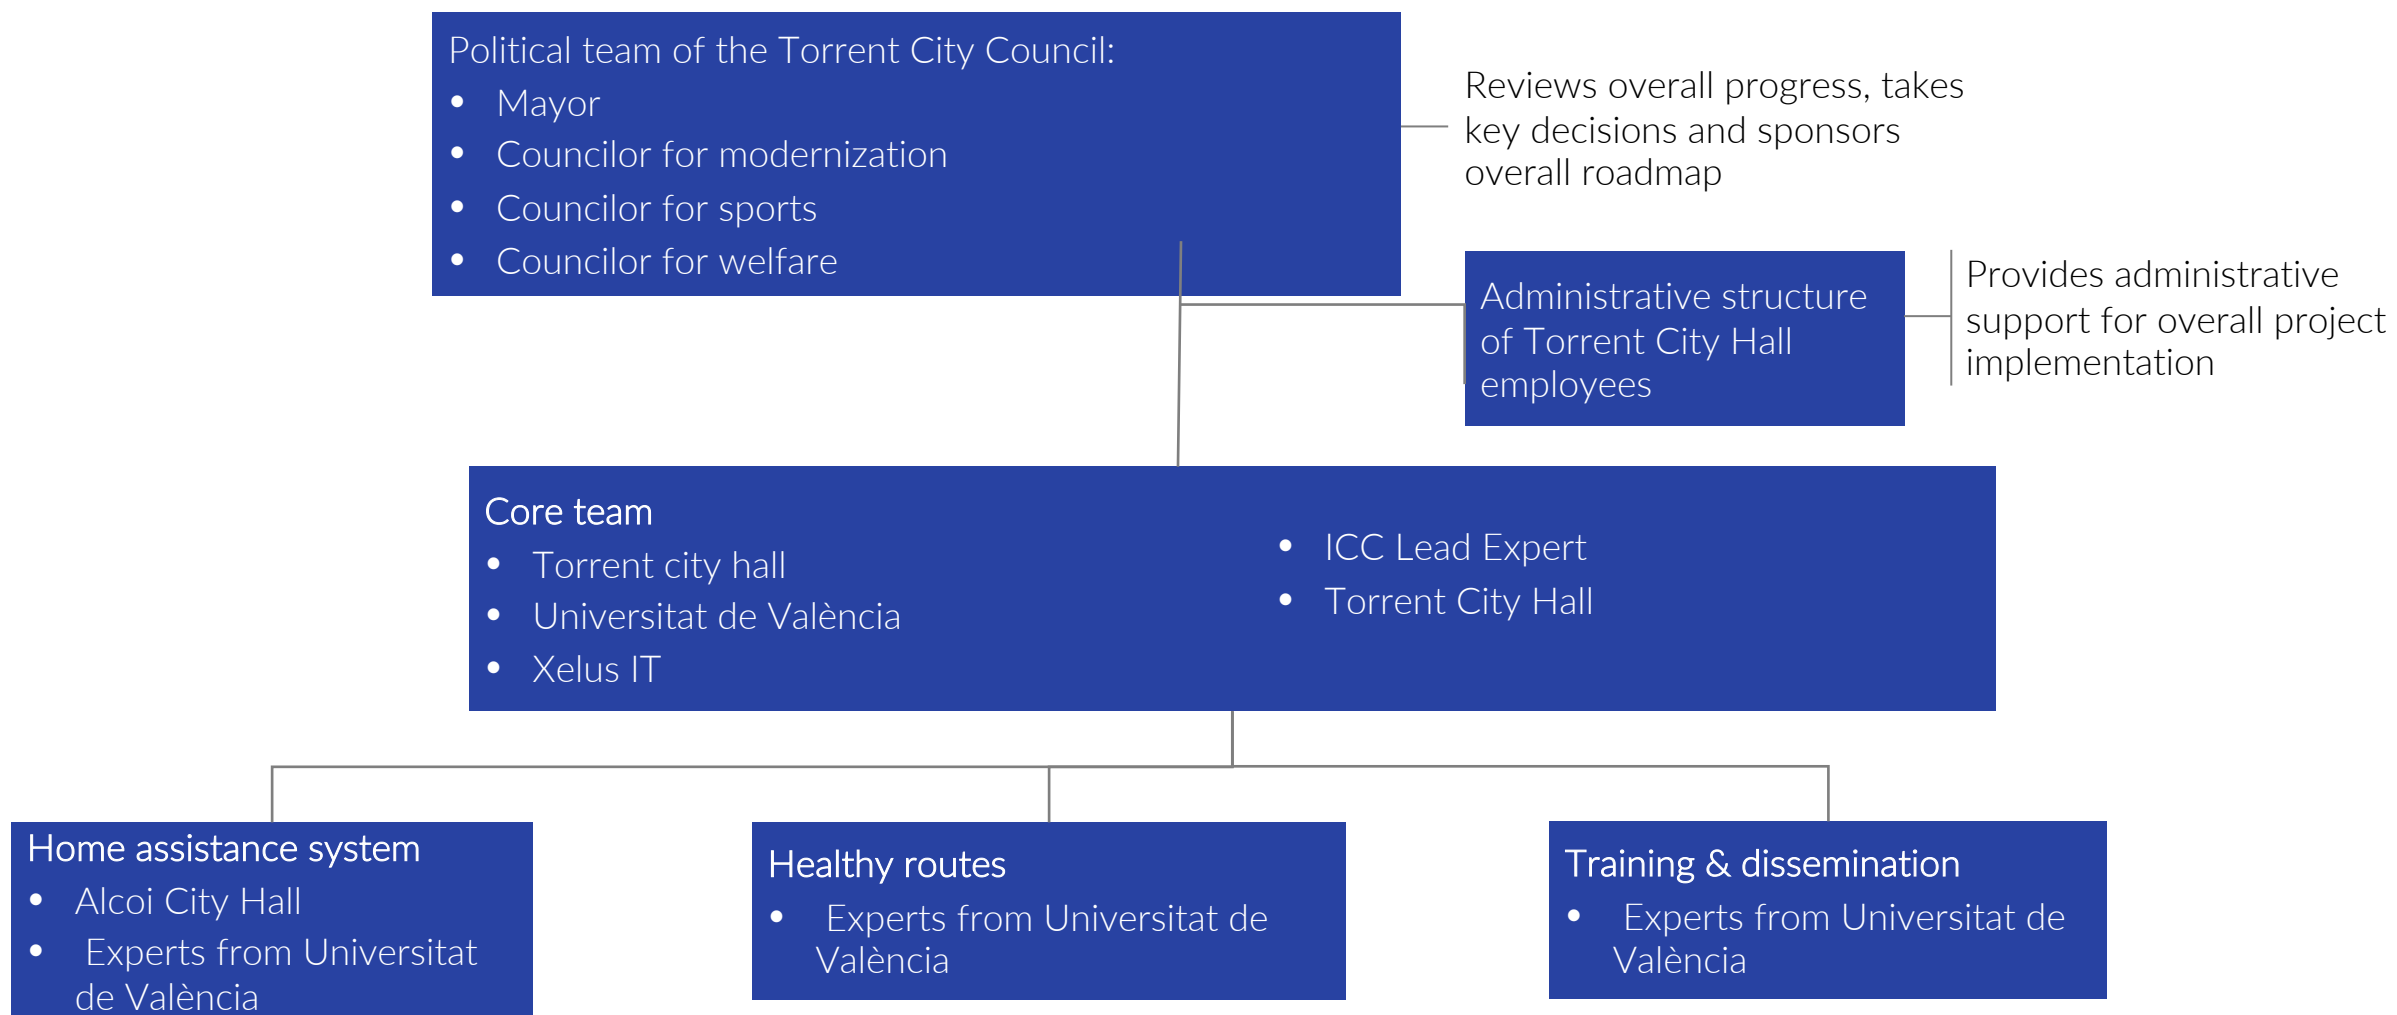 Political team of the Torrent City Council:
• Mayor
• Councilor for modernization
• Councilor for sports
• Councilor for welfare
Reviews overall progress, takes
key decisions and sponsors
overall roadmap
Administrative structure
of Torrent City Hall
employees
Provides administrative
support for overall project
implementation
Core team
• Torrent city hall
• Universitat de València
• Xelus IT
• ICC Lead Expert
• Torrent City Hall
Home assistance system
• Alcoi City Hall
• Experts from Universitat
de València
Healthy routes
• Experts from Universitat de
València
Training & dissemination
• Experts from Universitat de
València